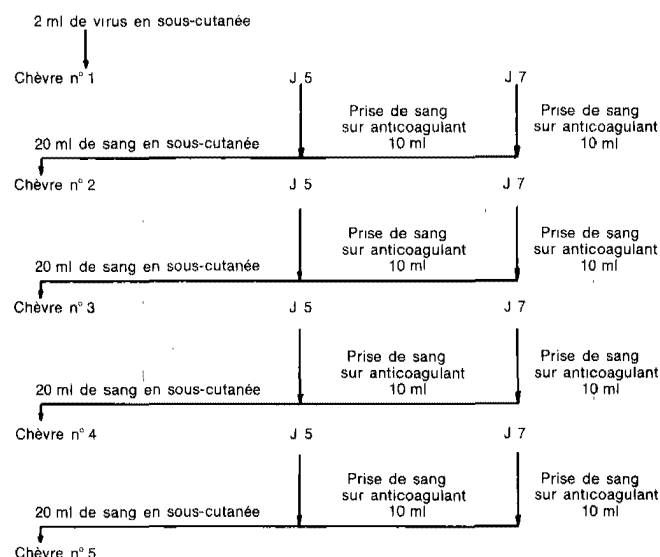 2 ml de virus en sous-cutanée
Chèvre n° 1 J 5 J 7
Prise de sang Prise de sang
sur anticoagulant sur anticoagulant
20 ml de sang en sous-cutanée 10 ml 10 ml
Chèvre n° 2 J 5 J 7
Prise de sang Prise de sang
sur anticoagulant sur anticoagulant
20 ml de sang en sous-cutanée 10 ml 10 ml
Chèvre n° 3 J 5 J 7
Prise de sang Prise de sang
sur anticoagulant sur anticoagulant
20 ml de sang en sous-cutanée 10 ml 10 ml
Chèvre n° 4 J 5 J 7
Prise de sang Prise de sang
sur anticoagulant sur anticoagulant
20 ml de sang en sous-cutanée 10 ml 10 ml
Chèvre n° 5